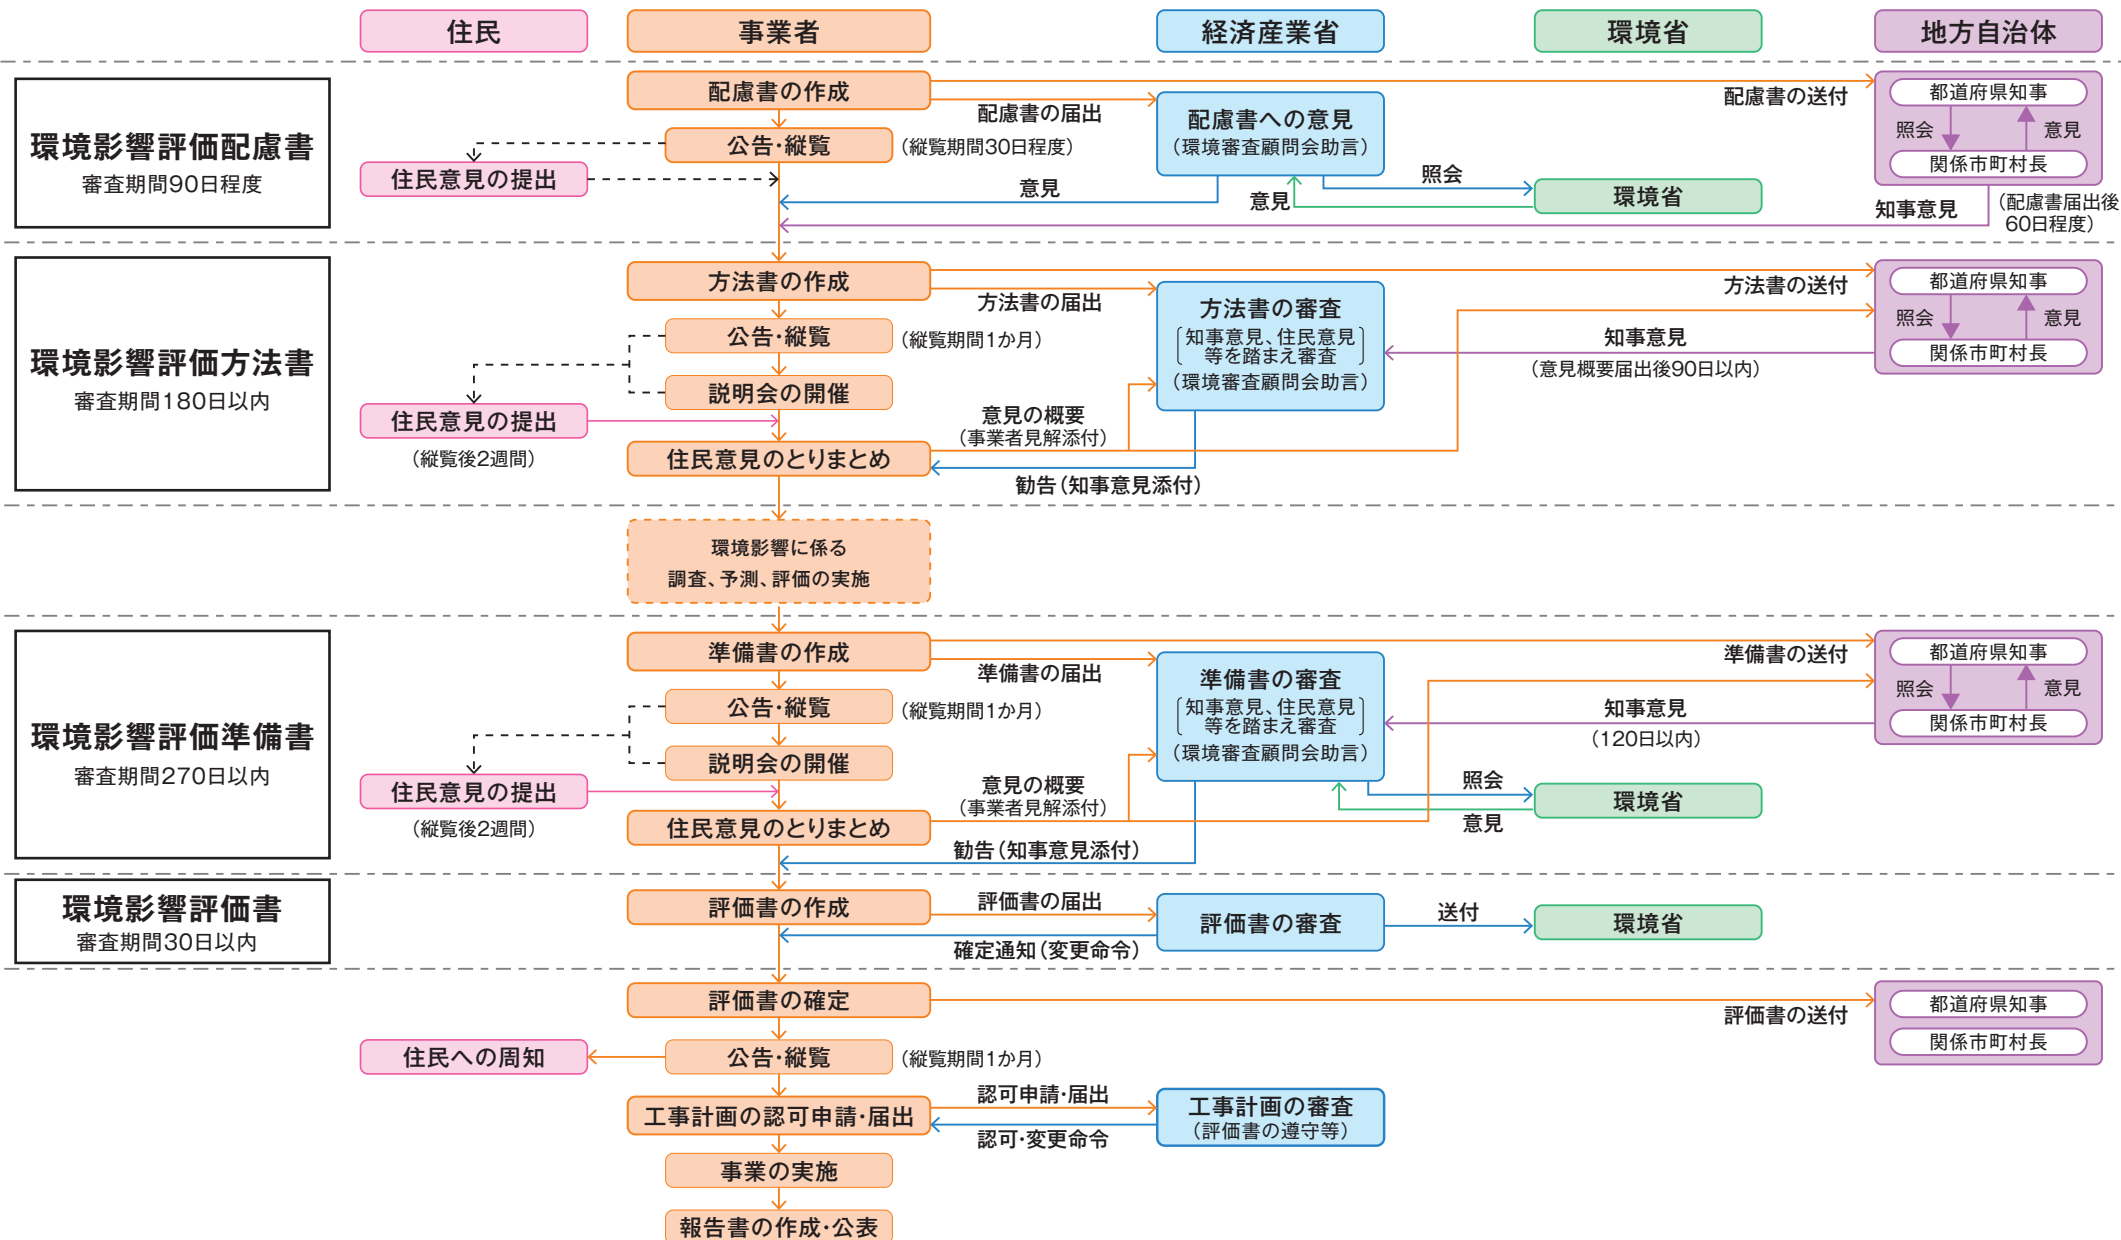 住民
事業者
経済産業省
環境省
地方自治体
環境影響評価配慮書
審査期間90日程度
配慮書の作成
配慮書の届出
配慮書の送付
公告・縦覧
(縦覧期間30日程度)
住民意見の提出
配慮書への意見
(環境審査顧問会助言)
意見
意見
照会
環境省
都道府県知事
照会
意見
関係市町村長
知事意見
(配慮書届出後
60日程度)
環境影響評価方法書
審査期間180日以内
方法書の作成
方法書の届出
方法書の送付
公告・縦覧
(縦覧期間1か月)
説明会の開催
住民意見の提出
(縦覧後2週間)
住民意見のとりまとめ
意見の概要
(事業者見解添付)
方法書の審査
知事意見、住民意見
等を踏まえ審査
(環境審査顧問会助言)
知事意見
(意見概要届出後90日以内)
都道府県知事
照会
意見
関係市町村長
勧告(知事意見添付)
環境影響に係る
調査、予測、評価の実施
環境影響評価準備書
審査期間270日以内
準備書の作成
準備書の届出
準備書の送付
公告・縦覧
(縦覧期間1か月)
説明会の開催
住民意見の提出
(縦覧後2週間)
住民意見のとりまとめ
意見の概要
(事業者見解添付)
準備書の審査
知事意見、住民意見
等を踏まえ審査
(環境審査顧問会助言)
知事意見
(120日以内)
都道府県知事
照会
意見
関係市町村長
照会
環境省
意見
勧告(知事意見添付)
環境影響評価書
審査期間30日以内
評価書の作成
評価書の届出
評価書の審査
送付
環境省
確定通知(変更命令)
評価書の確定
評価書の送付
都道府県知事
関係市町村長
住民への周知
公告・縦覧
(縦覧期間1か月)
工事計画の認可申請・届出
認可申請・届出
認可・変更命令
工事計画の審査
(評価書の遵守等)
事業の実施
報告書の作成・公表